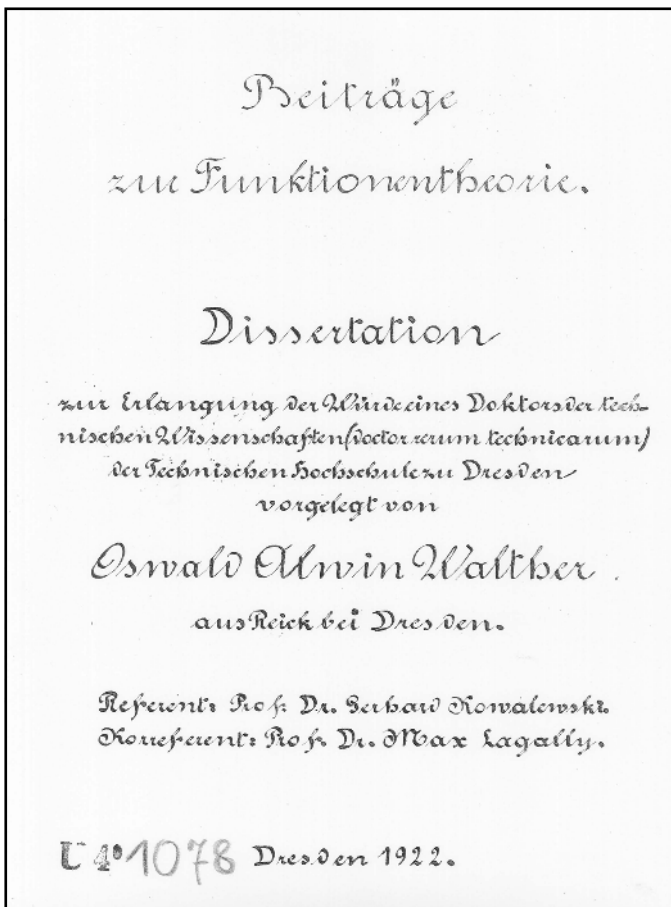 Beiträge
zur Funktionentheorie.
Dissertation
zur Erlangung der Würde eines Doktors der tech-
nischen Wissenschaften (doctor rerum technicarum)
der Technischen Hochschule zu Dresden
vorgelegt von
Oswald Alwin Walther
aus Reick bei Dresden.
Referent: Prof. Dr. Gerhard Kowalewski.
Korreferent: Prof. Dr. Max Lagally.
U 4° 1078 Dresden 1922.